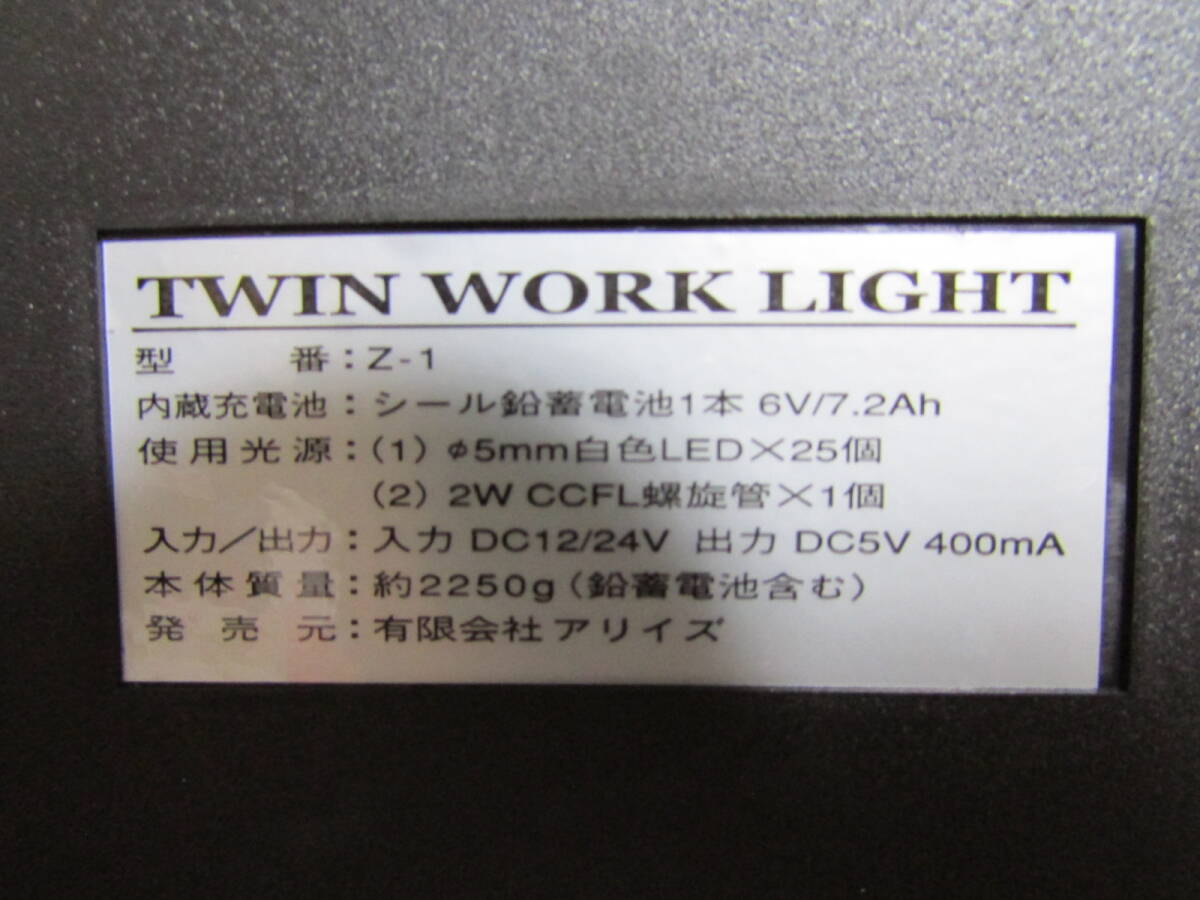 TWIN WORK LIGHT
型番：Z-1
内蔵充電池：シール鉛蓄電池1本 6V/7.2Ah
使用光源：(1) φ5mm白色LED×25個
(2) 2W CCFL螺旋管×1個
入力／出力：入力 DC12/24V 出力 DC5V 400mA
本体質量：約2250g（鉛蓄電池含む）
発売元：有限会社アリイズ